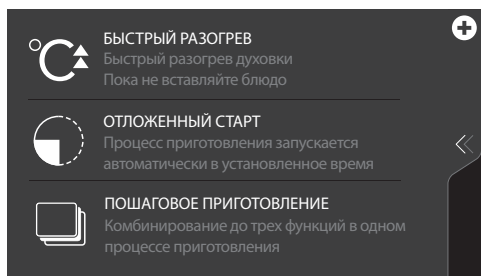 БЫСТРЫЙ РАЗОГРЕВ
Быстрый разогрев духовки
Пока не вставляйте блюдо
ОТЛОЖЕННЫЙ СТАРТ
Процесс приготовления запускается
автоматически в установленное время
ПОШАГОВОЕ ПРИГОТОВЛЕНИЕ
Комбинирование до трех функций в одном
процессе приготовления